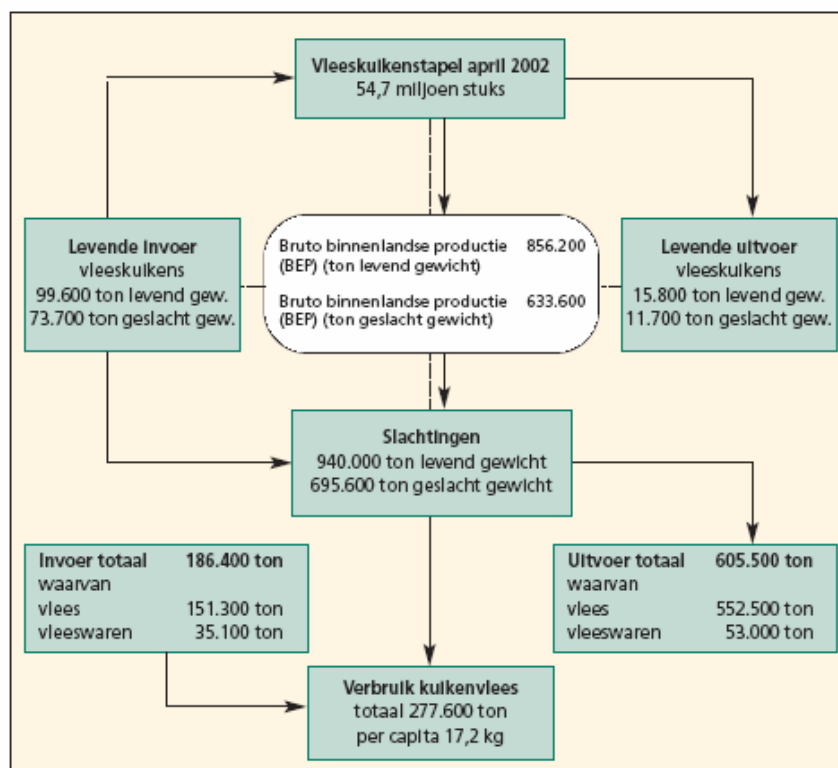 Vleeskuikenstapel april 2002
54,7 miljoen stuks
Levende invoer
vleeskuikens
99.600 ton levend gew.
73.700 ton geslacht gew.
Bruto binnenlandse productie 856.200
(BEP) (ton levend gewicht)
Bruto binnenlandse productie 633.600
(BEP) (ton geslacht gewicht)
Levende uitvoer
vleeskuikens
15.800 ton levend gew.
11.700 ton geslacht gew.
Slachtingen
940.000 ton levend gewicht
695.600 ton geslacht gewicht
Invoer totaal 186.400 ton
waarvan
vlees 151.300 ton
vleeswaren 35.100 ton
Uitvoer totaal 605.500 ton
waarvan
vlees 552.500 ton
vleeswaren 53.000 ton
Verbruik kuikenvlees
totaal 277.600 ton
per capita 17,2 kg